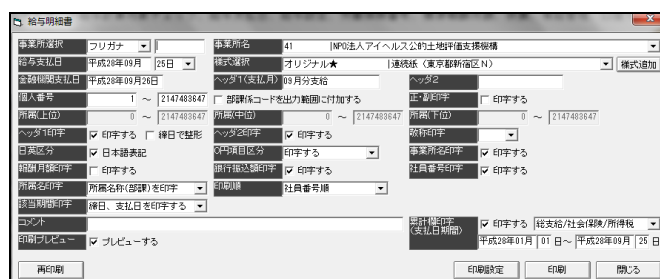 給与明細書
事業所選択 フリガナ 事業所名 41 |NPO法人アイヘルス公的土地評価支援機構
給与支払日 平成28年09月 25日 様式選択 オリジナル★ |連続紙（東京都新宿区N） 様式追加
金融機関支払日 平成28年09月26日 ヘッダ1(支払月) 09月分支給 ヘッダ2
個人番号 1 ～ 2147483647 部課係コードを出力範囲に付加する 正・副印字 印字する
所属(上位) 0 ～ 2147483647 所属(中位) 0 ～ 2147483647 所属(下位) 0 ～ 2147483647
ヘッダ1印字 印字する 締日で整形 ヘッダ2印字 印字する 敬称印字
日英区分 日本語表記 0円項目区分 印字する 事業所名印字 印字する
報酬月額印字 印字する 銀行振込額印字 印字する 社員番号印字 印字する
所属名印字 所属名称(部課)を印字 印刷順 社員番号順
該当期間印字 締日、支払日を印字する
コメント 累計欄印字 (支払日期間) 印字する 総支給/社会保険/所得税
印刷プレビュー プレビューする 平成28年01月 01 日～ 平成28年09月 25 日
再印刷 印刷設定 印刷 閉じる